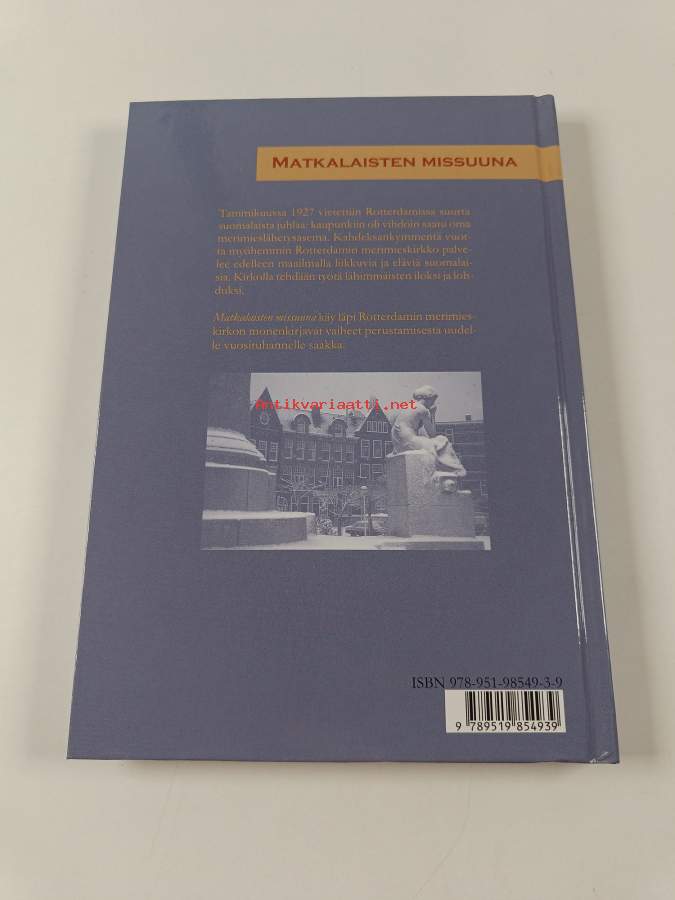 MATKALAISTEN MISSUUNA
Tammikuussa 1927 vietettiin Rotterdamissa suurta
suomalaista juhlaa: kaupunkiin oli vihdoin saatu oma
merimieslähetysasema. Kahdeksankymmentä vuot-
ta myöhemmin Rotterdamin merimieskirkko palve-
lee edelleen maailmalla liikkuvia ja eläviä suomalai-
sia. Kirkolla tehdään työtä lähimmäisten iloksi ja loh-
duksi.
Matkalaisten missuuna käy läpi Rotterdamin merimies-
kirkon monenkirjavat vaiheet perustamisesta uudel-
le vuosituhannelle saakka.
antikvariaatti.net
ISBN 978-951-98549-3-9
9 789519 854939